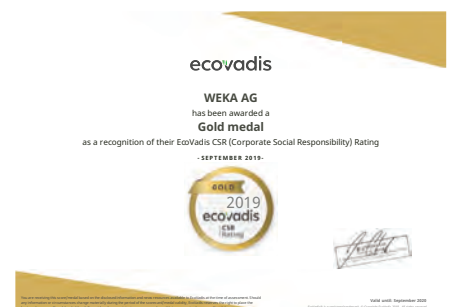 ecovadis
WEKA AG
has been awarded a
Gold medal
as a recognition of their EcoVadis CSR (Corporate Social Responsibility) Rating
- SEPTEMBER 2019-
GOLD
2019
ecovadis
CSR
Rating
Valid until: September 2020